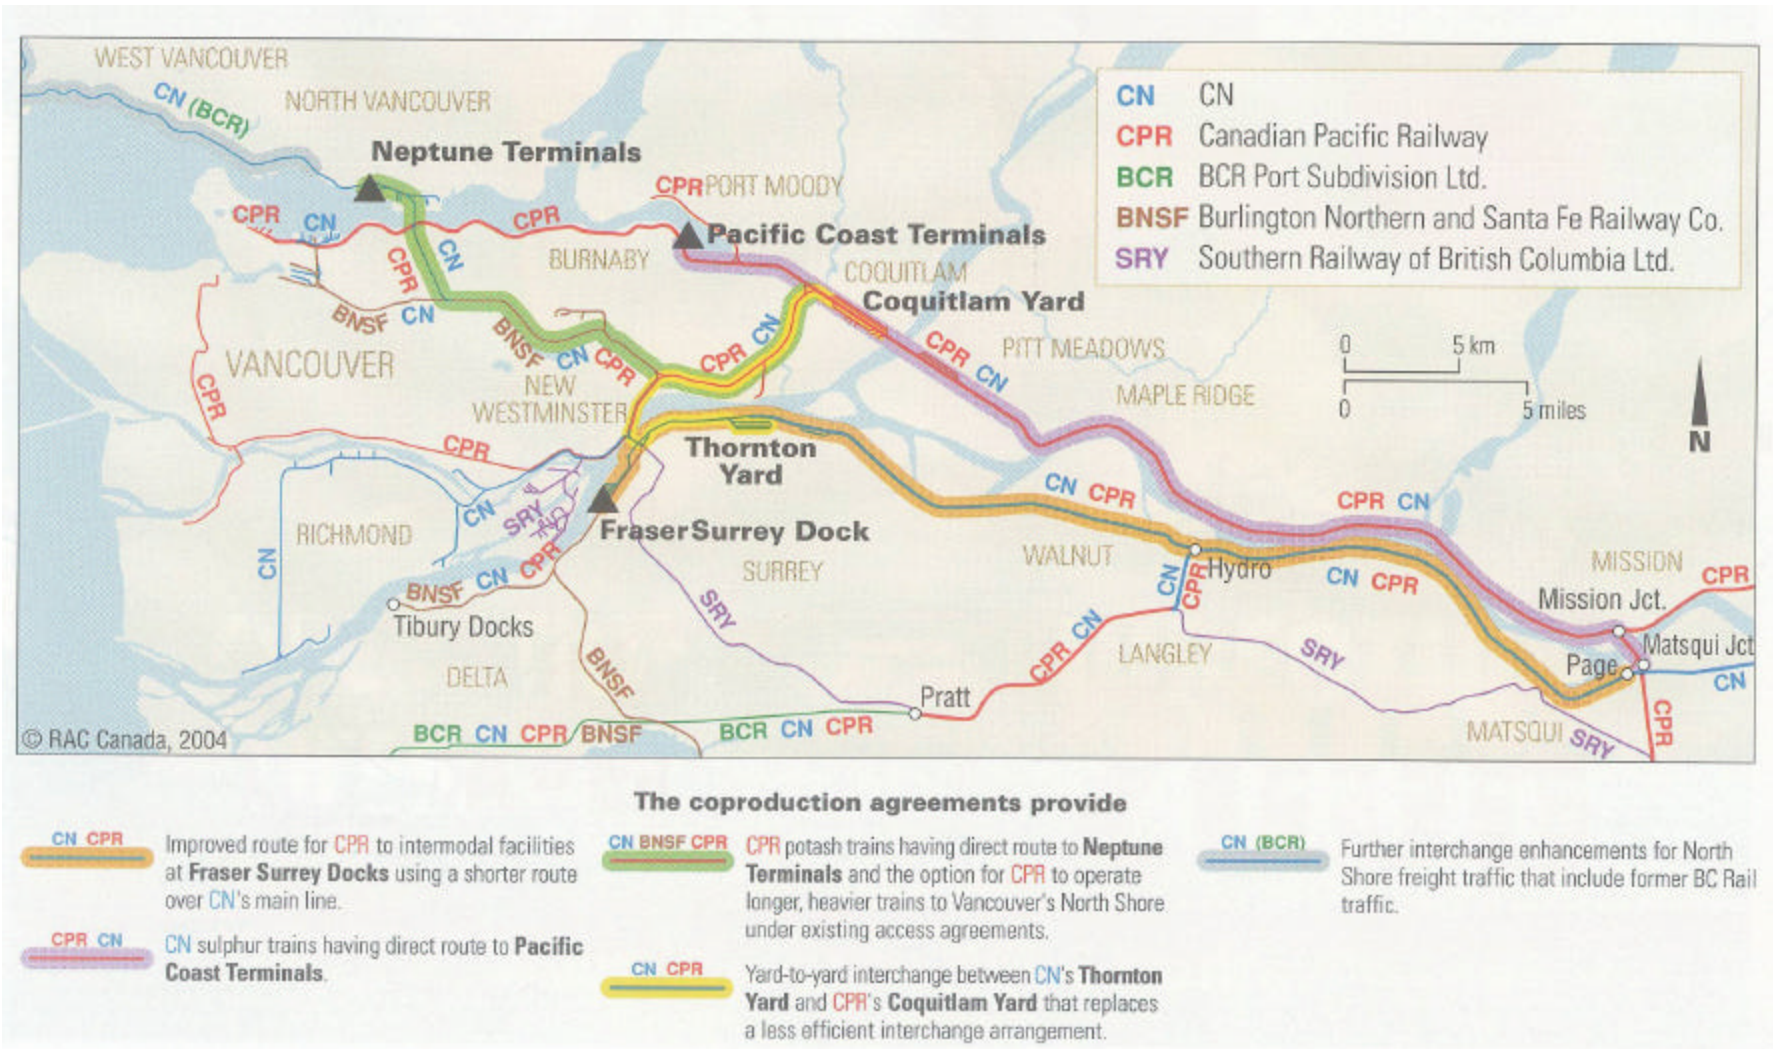 WEST VANCOUVER
CN (BCR)
NORTH VANCOUVER
Neptune Terminals
CPR PORT MOODY
CPR
CN
CPR
Pacific Coast Terminals
CPR
CN
BURNABY
COQUITLAM
Coquitlam Yard
BNSF
CN
BNSF
CN
CPR
CPR
CN
VANCOUVER
NEW
WESTMINSTER
CPR
CPR CN
PITT MEADOWS
MAPLE RIDGE
CPR
Thornton
Yard
CN CPR
CPR CN
CN
SRY
RICHMOND
FraserSurrey Dock
CN
BNSF CN CPR
Tibury Docks
SURREY
SRY
WALNUT
CN
CPR
Hydro
CN CPR
MISSION
CPR
Mission Jct.
Matsqui Jct
Page
CN
CPR CN
LANGLEY
SRY
DELTA
BNSF
Pratt
CPR
MATSQUI
SRY
BCR CN CPR/BNSF
BCR CN CPR
© RAC Canada, 2004
CN CN
CPR Canadian Pacific Railway
BCR BCR Port Subdivision Ltd.
BNSF Burlington Northern and Santa Fe Railway Co.
SRY Southern Railway of British Columbia Ltd.
0 5 km
0 5 miles
N
The coproduction agreements provide
CN CPR
Improved route for CPR to intermodal facilities
at Fraser Surrey Docks using a shorter route
over CN's main line.
CPR CN
CN sulphur trains having direct route to Pacific
Coast Terminals.
CN BNSF CPR
CPR potash trains having direct route to Neptune
Terminals and the option for CPR to operate
longer, heavier trains to Vancouver's North Shore
under existing access agreements.
CN CPR
Yard-to-yard interchange between CN's Thornton
Yard and CPR's Coquitlam Yard that replaces
a less efficient interchange arrangement.
CN (BCR)
Further interchange enhancements for North
Shore freight traffic that include former BC Rail
traffic.